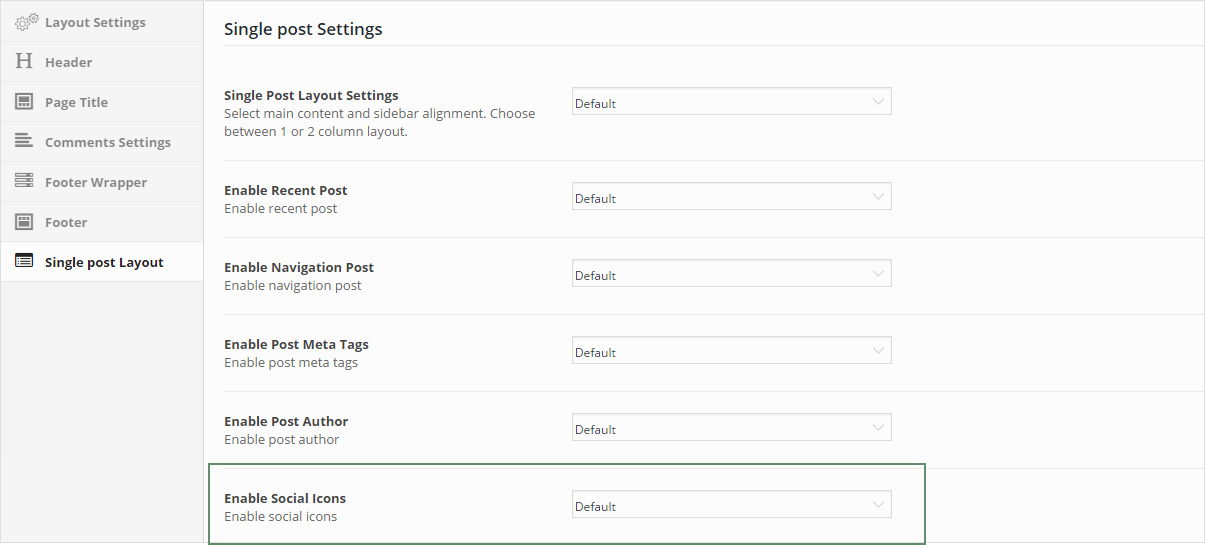 Layout Settings
Header
Page Title
Comments Settings
Footer Wrapper
Footer
Single post Layout
Single post Settings
Single Post Layout Settings
Select main content and sidebar alignment. Choose
between 1 or 2 column layout.
Default
Enable Recent Post
Enable recent post
Default
Enable Navigation Post
Enable navigation post
Default
Enable Post Meta Tags
Enable post meta tags
Default
Enable Post Author
Enable post author
Default
Enable Social Icons
Enable social icons
Default